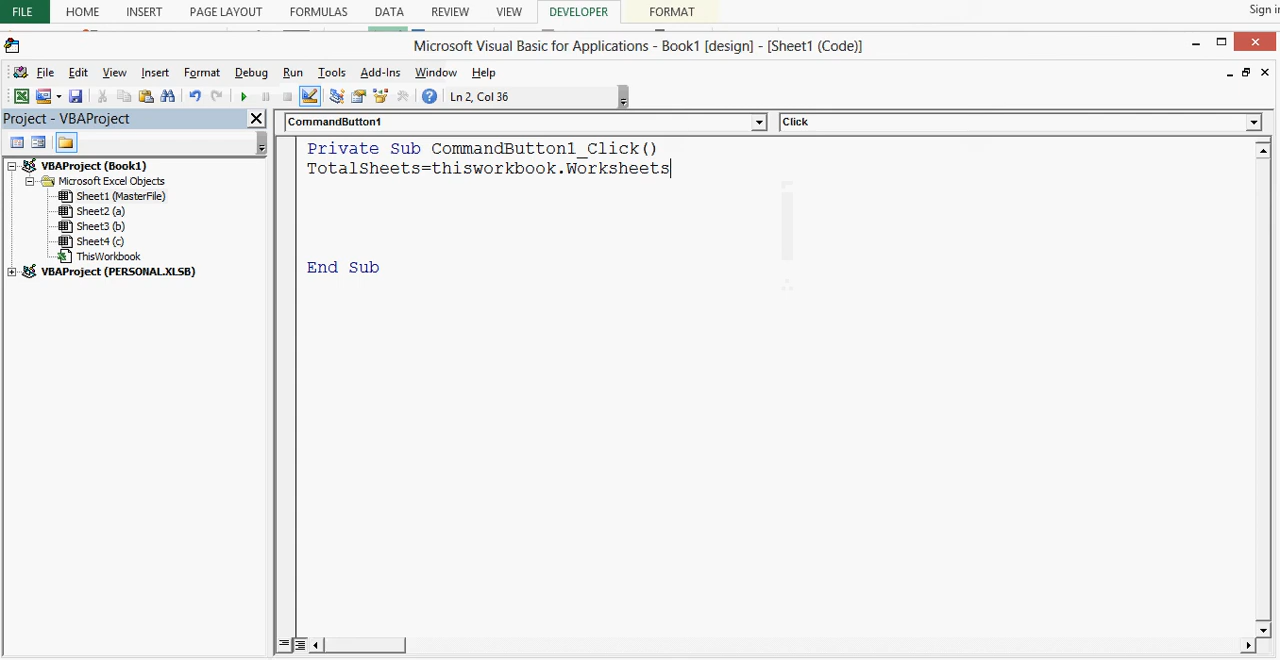 FILE HOME INSERT PAGE LAYOUT FORMULAS DATA REVIEW VIEW DEVELOPER FORMAT Sign
Microsoft Visual Basic for Applications - Book1 [design] - [Sheet1 (Code)]
File Edit View Insert Format Debug Run Tools Add-Ins Window Help
Ln 2, Col 36
Project - VBAProject
CommandButton1 Click
VBAProject (Book1)
Microsoft Excel Objects
Sheet1 (MasterFile)
Sheet2 (a)
Sheet3 (b)
Sheet4 (c)
ThisWorkbook
VBAProject (PERSONAL.XLSB)
Private Sub CommandButton1_Click()
TotalSheets=thisworkbook.Worksheets
End Sub